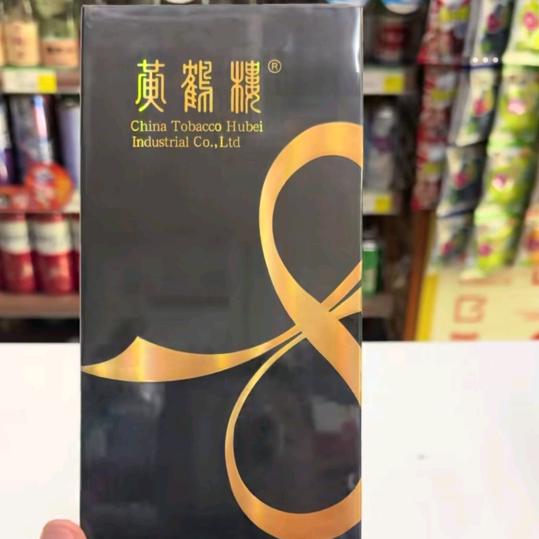 黄鹤楼®
China Tobacco Hubei
Industrial Co.,Ltd